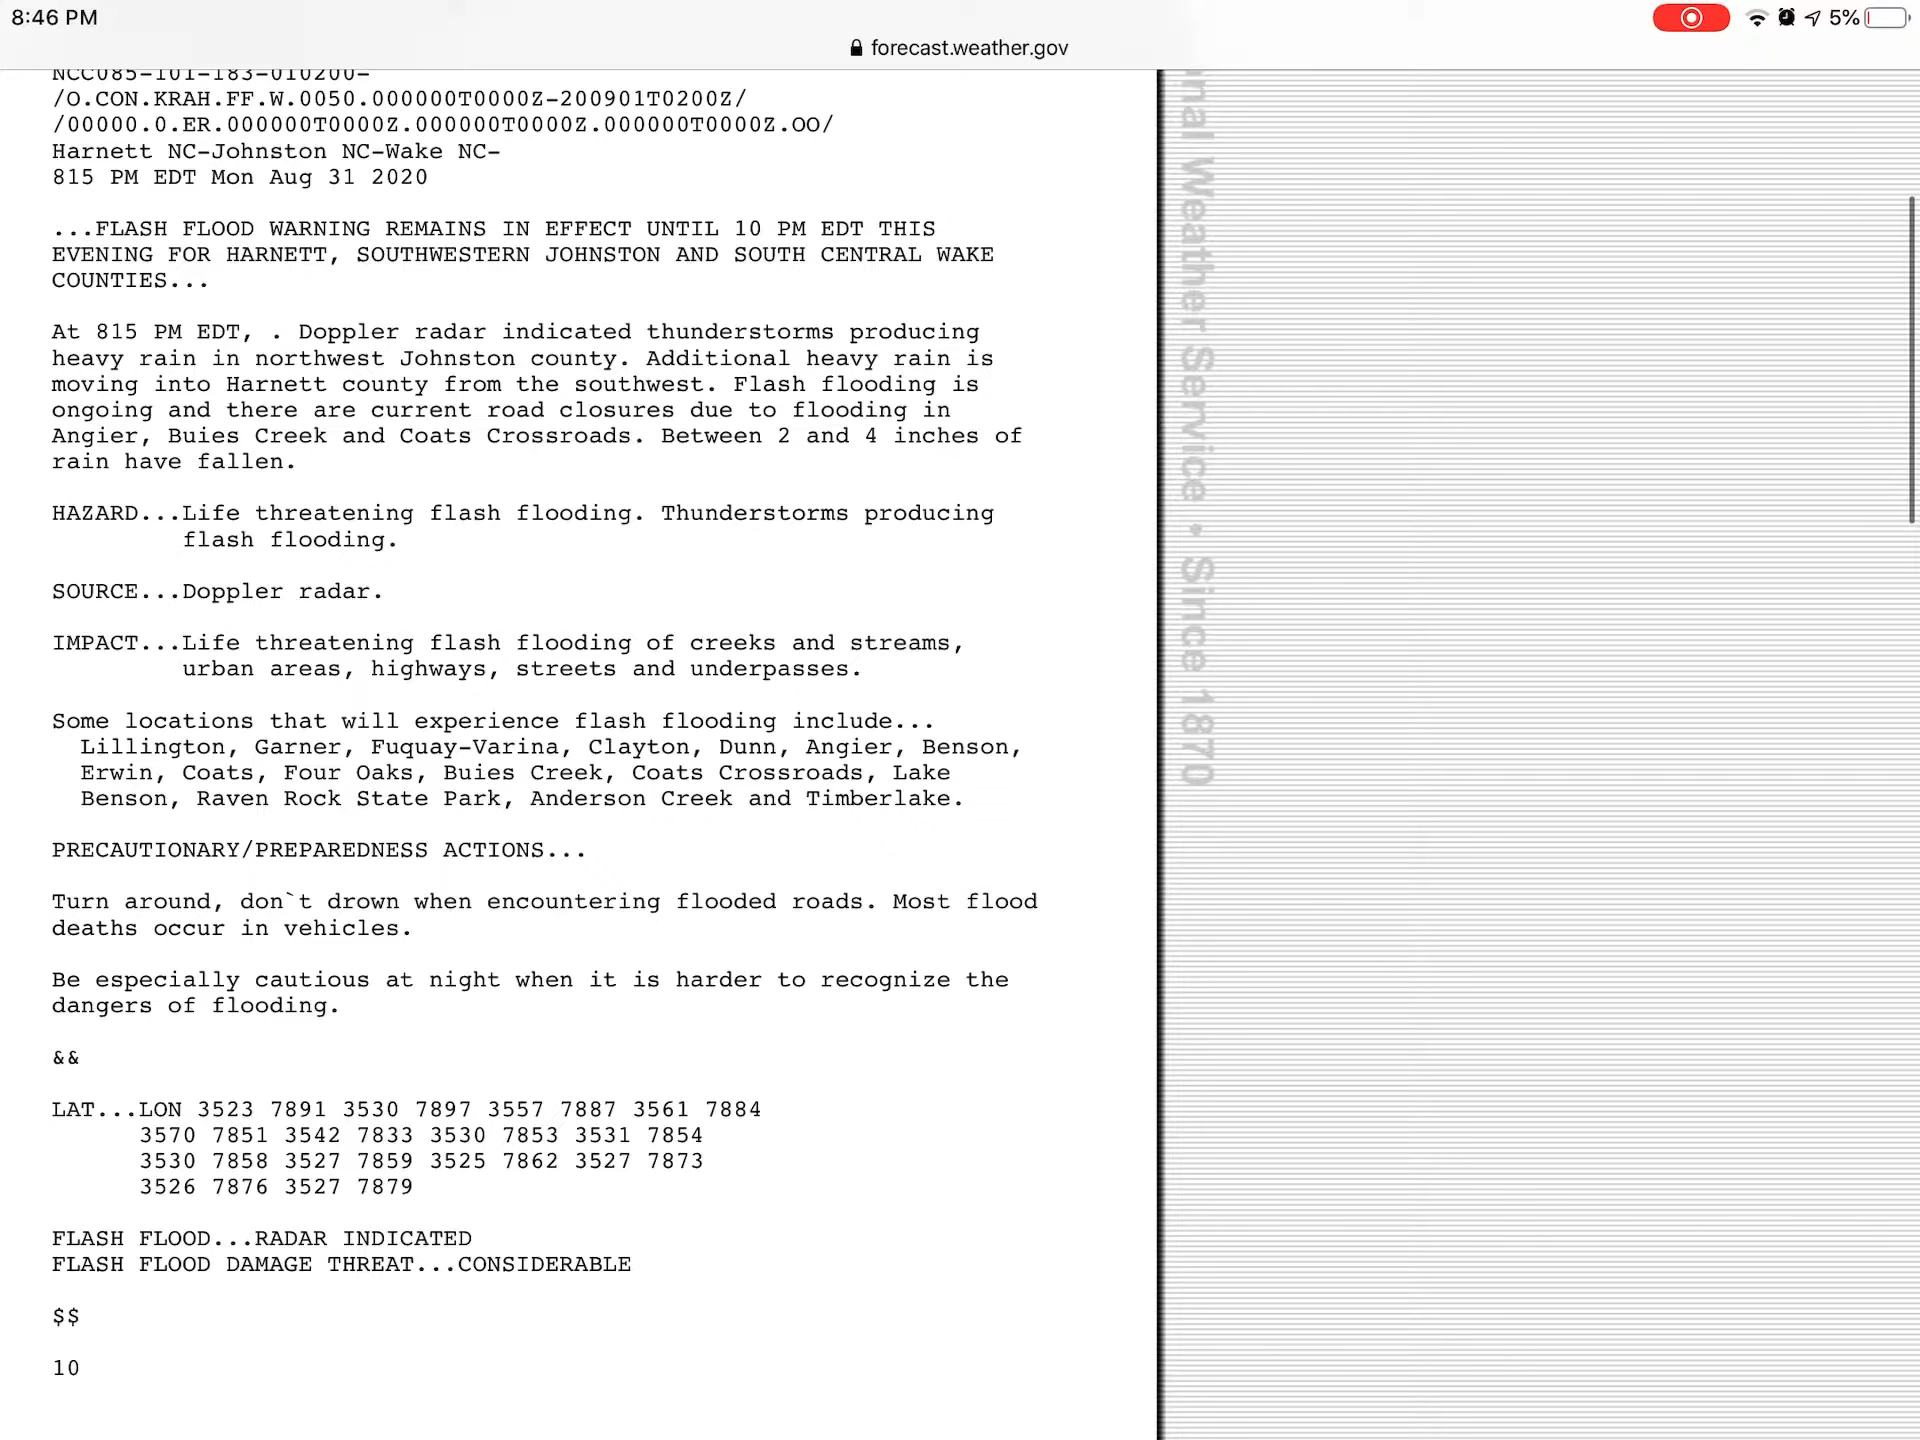 8:46 PM
5%
forecast.weather.gov
NCC085-101-183-010200-
/O.CON.KRAH.FF.W.0050.000000T0000Z-200901T0200Z/
/00000.0.ER.000000T0000Z.000000T0000Z.000000T0000Z.OO/
Harnett NC-Johnston NC-Wake NC-
815 PM EDT Mon Aug 31 2020
...FLASH FLOOD WARNING REMAINS IN EFFECT UNTIL 10 PM EDT THIS
EVENING FOR HARNETT, SOUTHWESTERN JOHNSTON AND SOUTH CENTRAL WAKE
COUNTIES...
At 815 PM EDT, . Doppler radar indicated thunderstorms producing
heavy rain in northwest Johnston county. Additional heavy rain is
moving into Harnett county from the southwest. Flash flooding is
ongoing and there are current road closures due to flooding in
Angier, Buies Creek and Coats Crossroads. Between 2 and 4 inches of
rain have fallen.
HAZARD...Life threatening flash flooding. Thunderstorms producing
flash flooding.
SOURCE...Doppler radar.
IMPACT...Life threatening flash flooding of creeks and streams,
urban areas, highways, streets and underpasses.
Some locations that will experience flash flooding include...
Lillington, Garner, Fuquay-Varina, Clayton, Dunn, Angier, Benson,
Erwin, Coats, Four Oaks, Buies Creek, Coats Crossroads, Lake
Benson, Raven Rock State Park, Anderson Creek and Timberlake.
PRECAUTIONARY/PREPAREDNESS ACTIONS...
Turn around, don`t drown when encountering flooded roads. Most flood
deaths occur in vehicles.
Be especially cautious at night when it is harder to recognize the
dangers of flooding.
&&
LAT...LON 3523 7891 3530 7897 3557 7887 3561 7884
3570 7851 3542 7833 3530 7853 3531 7854
3530 7858 3527 7859 3525 7862 3527 7873
3526 7876 3527 7879
FLASH FLOOD...RADAR INDICATED
FLASH FLOOD DAMAGE THREAT...CONSIDERABLE
$$
10
nal Weather Service • Since 1870